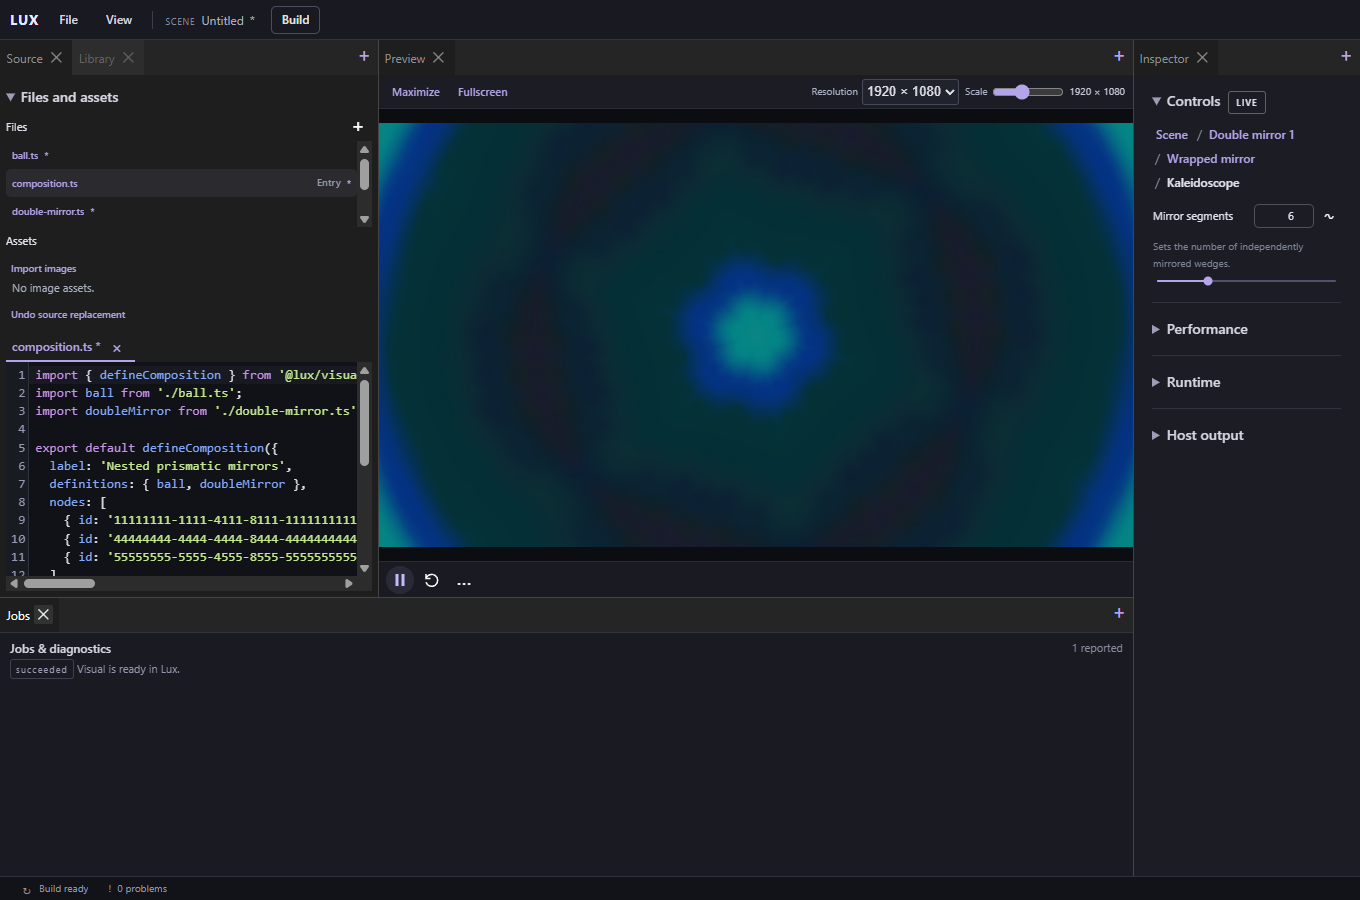 LUX File View SCENE Untitled * Build
Source Library + Preview + Inspector +
Files and assets
Files +
ball.ts *
composition.ts Entry *
double-mirror.ts *
Assets
Import images
No image assets.
Undo source replacement
composition.ts * ×
1 import { defineComposition } from '@lux/visua
2 import ball from './ball.ts';
3 import doubleMirror from './double-mirror.ts'
4
5 export default defineComposition({
6 label: 'Nested prismatic mirrors',
7 definitions: { ball, doubleMirror },
8 nodes: [
9 { id: '11111111-1111-4111-8111-1111111111
10 { id: '44444444-4444-4444-8444-4444444444
11 { id: '55555555-5555-4555-8555-5555555555
12 ]
Maximize Fullscreen Resolution 1920 × 1080 Scale 1920 × 1080
...
Controls LIVE
Scene / Double mirror 1
/ Wrapped mirror
/ Kaleidoscope
Mirror segments 6
Sets the number of independently
mirrored wedges.
Performance
Runtime
Host output
Jobs +
Jobs & diagnostics 1 reported
succeeded Visual is ready in Lux.
Build ready ! 0 problems